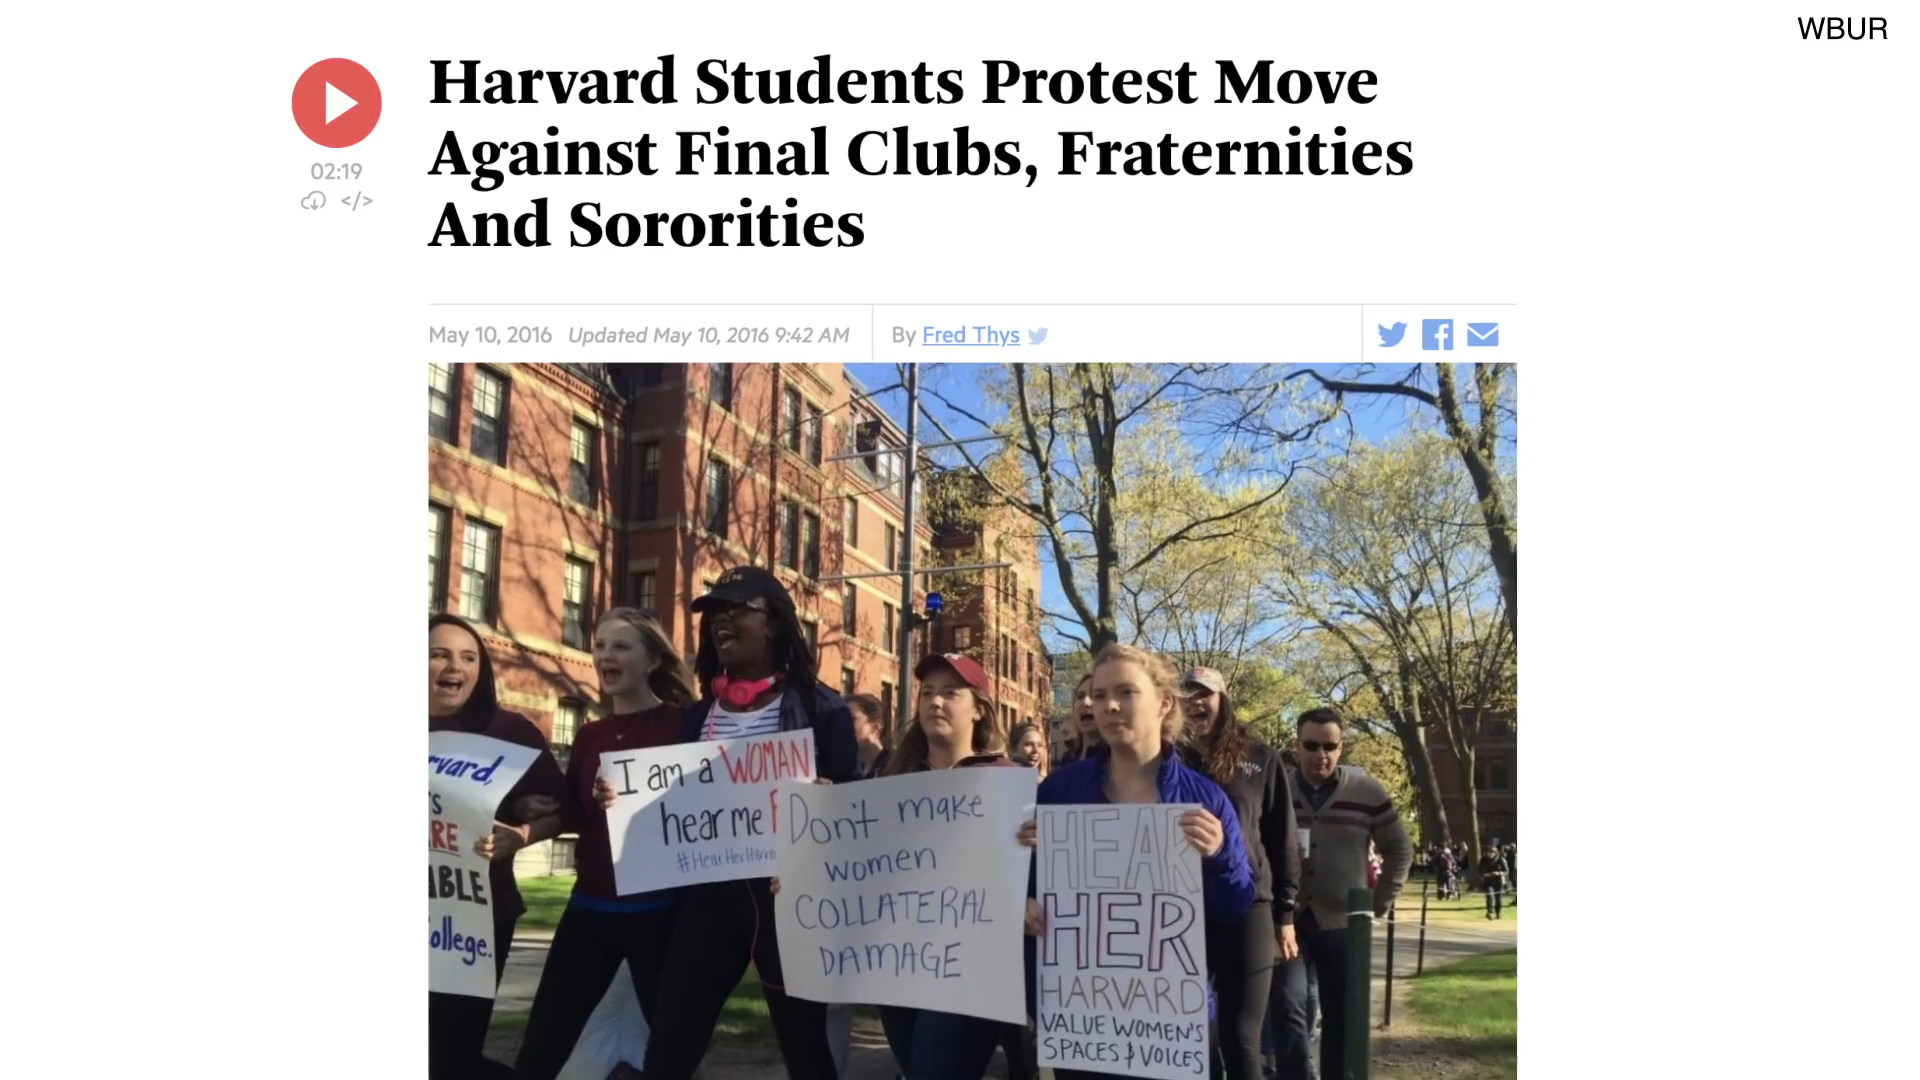 WBUR
Harvard Students Protest Move
Against Final Clubs, Fraternities
And Sororities
02:19
</>
May 10, 2016 Updated May 10, 2016 9:42 AM
By Fred Thys
I am a WOMAN
hear me
Don't make
women
COLLATERAL
DAMAGE
HEAR
HER
HARVARD
VALUE WOMEN'S
SPACES & VOICES